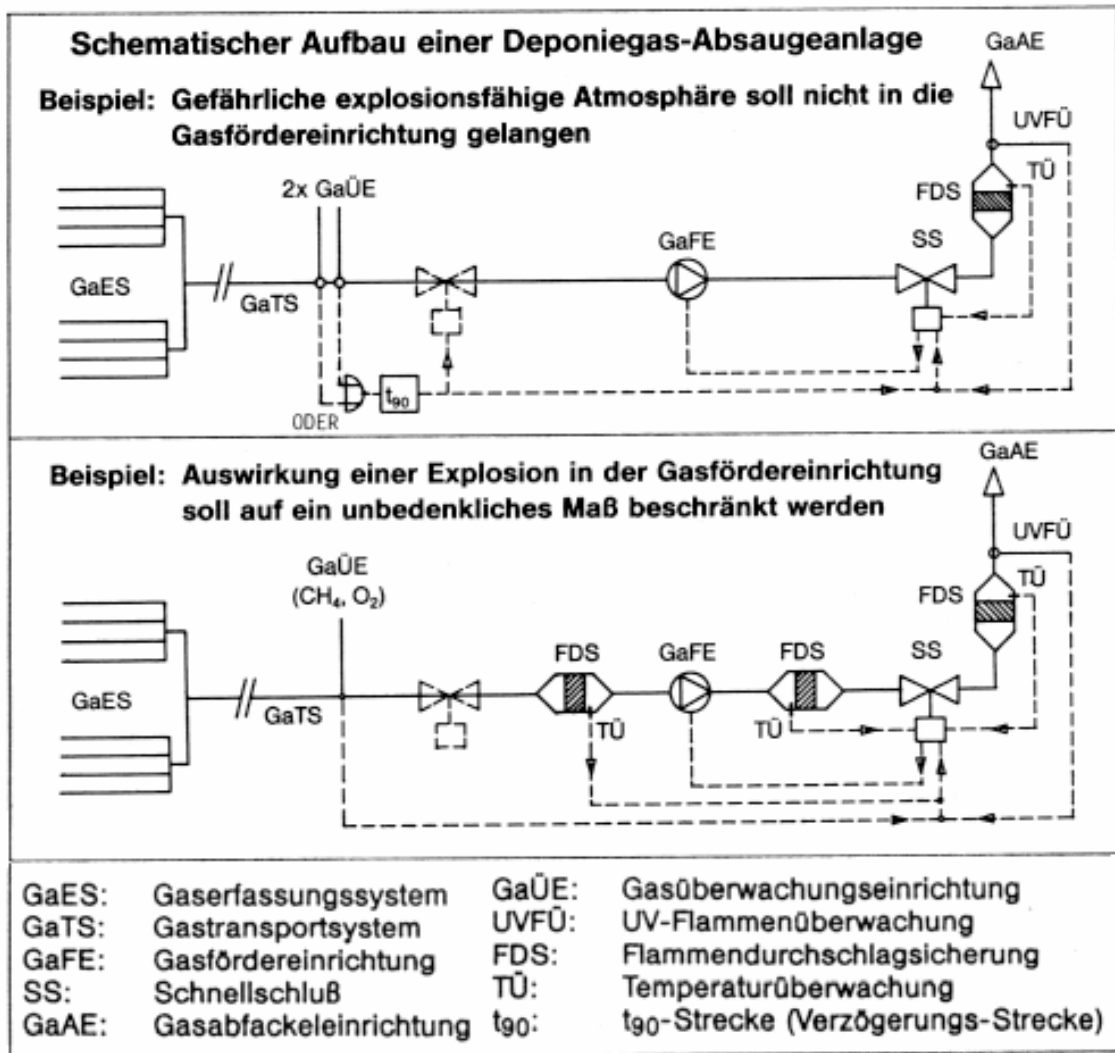 Schematischer Aufbau einer Deponiegas-Absaugeanlage
GaAE
Beispiel: Gefährliche explosionsfähige Atmosphäre soll nicht in die
Gasfördereinrichtung gelangen
UVFÜ
TÜ
2x GaÜE
FDS
GaFE
SS
GaES
GaTS
t90
ODER
Beispiel: Auswirkung einer Explosion in der Gasfördereinrichtung
soll auf ein unbedenkliches Maß beschränkt werden
GaAE
UVFÜ
GaÜE
(CH₄, O₂)
TÜ
FDS
FDS
GaFE
FDS
SS
GaES
GaTS
TÜ
TÜ
GaES: Gaserfassungssystem
GaTS: Gastransportsystem
GaFE: Gasfördereinrichtung
SS: Schnellschluß
GaAE: Gasabfackeleinrichtung
GaÜE: Gasüberwachungseinrichtung
UVFÜ: UV-Flammenüberwachung
FDS: Flammendurchschlagsicherung
TÜ: Temperaturüberwachung
t90: t90-Strecke (Verzögerungs-Strecke)